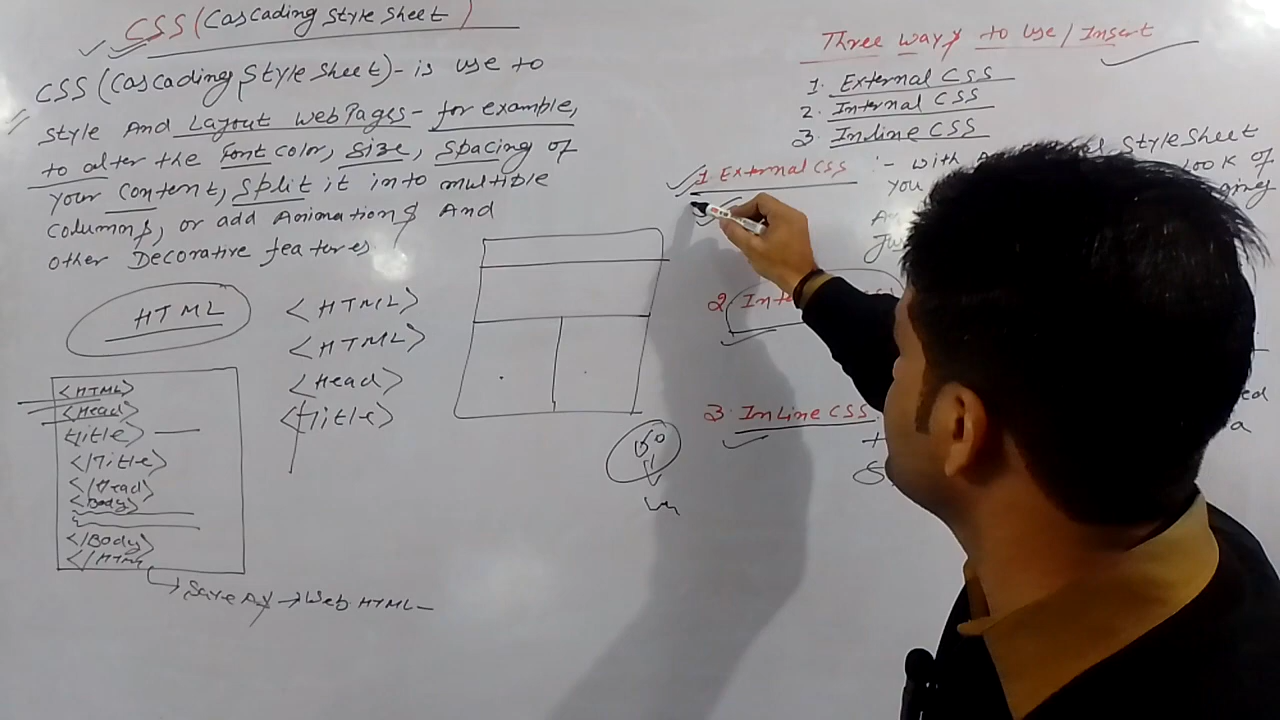 CSS (Cascading Style Sheet)
CSS (Cascading Style Sheet) - is use to
style And Layout webPages - for example,
to alter the font color, size, spacing of
your content, split it into multiple
columns, or add Animations And
other Decorative features
HTML
<HTML>
<Head>
title>
</Title>
</Head>
<Body>
</Body>
</HTML
Save As → Web HTML
<HTML>
<HTML>
<Head>
<Title>
50
Three ways to use/Insert
1. External CSS
2. Internal CSS
3. Inline CSS
1 External CSS :- with
StyleSheet
you
look of
2
3. InLine CSS